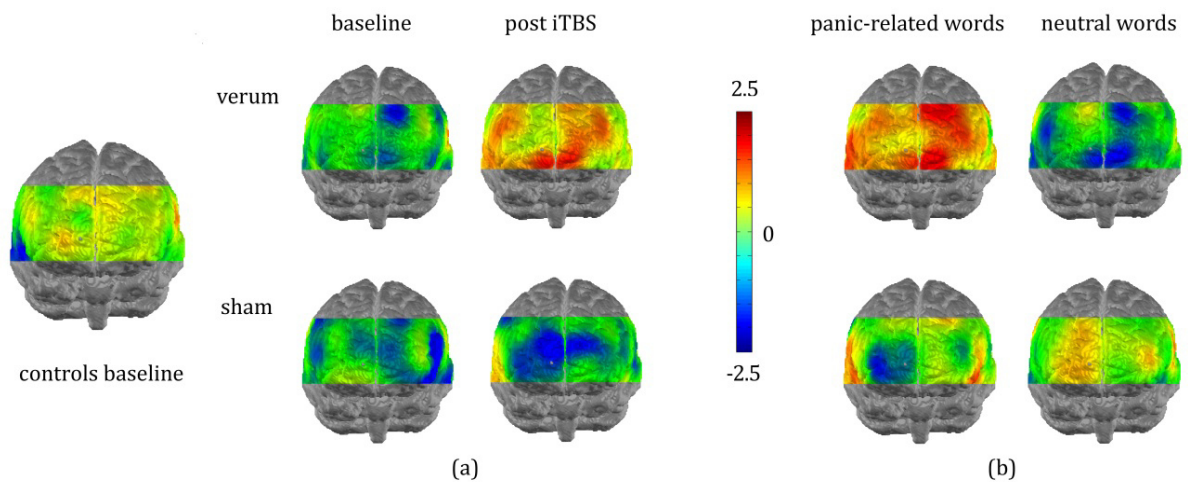 baseline
post iTBS
panic-related words
neutral words
verum
2.5
0
sham
-2.5
controls baseline
(a)
(b)